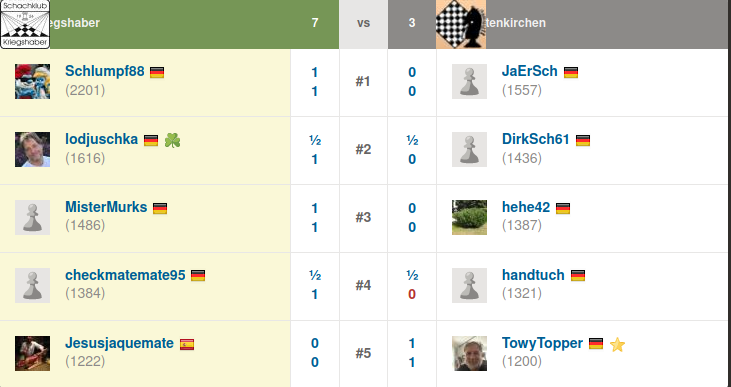 Schachklub
Kriegshaber
egshaber 7 vs 3 tenkirchen
Schlumpf88 1 0 JaErSch
(2201) 1 #1 0 (1557)
lodjuschka ½ ½ DirkSch61
(1616) 1 #2 0 (1436)
MisterMurks 1 0 hehe42
(1486) 1 #3 0 (1387)
checkmatemate95 ½ ½ handtuch
(1384) 1 #4 0 (1321)
Jesusjaquemate 0 1 TowyTopper
(1222) 0 #5 1 (1200)